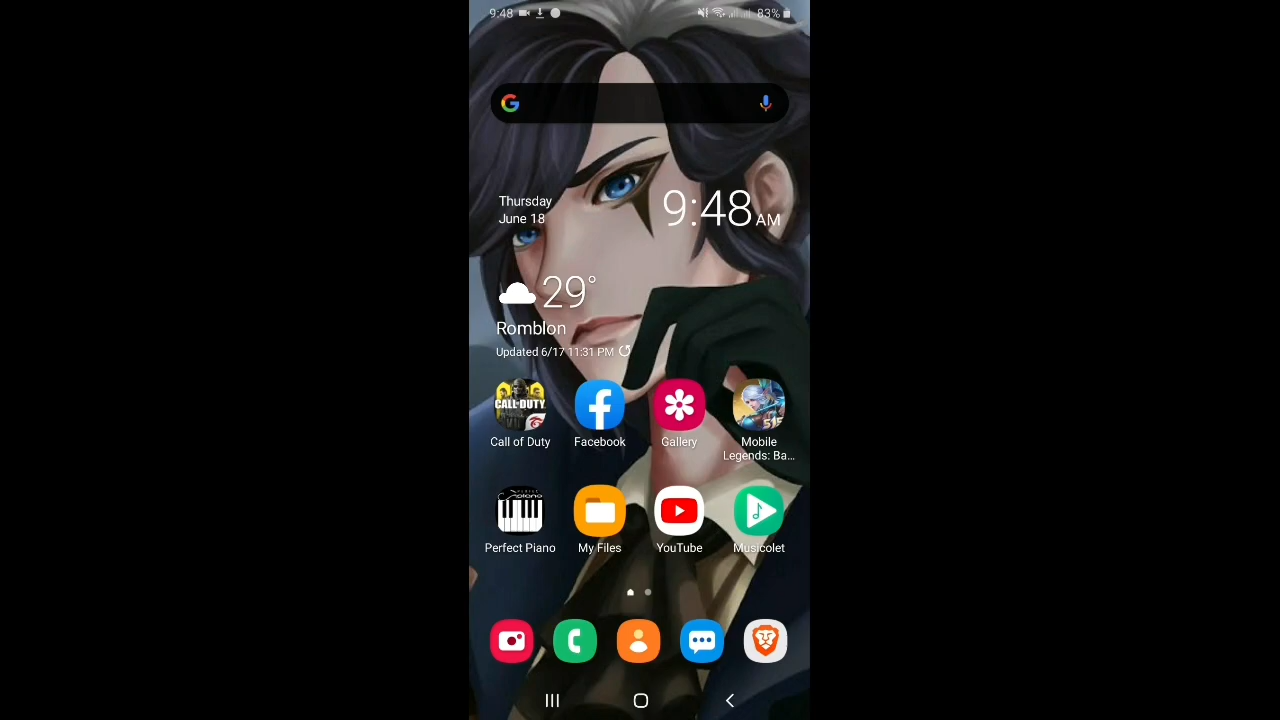 9:48
83%
Thursday
June 18
9:48 AM
29°
Romblon
Updated 6/17 11:31 PM
CALL·DUTY
515
Call of Duty
Facebook
Gallery
Mobile
Legends: Ba...
Perfect Piano
My Files
YouTube
Musicolet